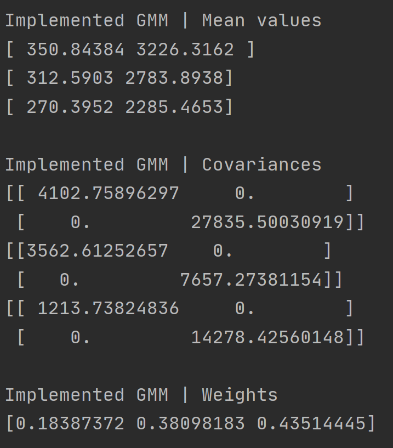 Implemented GMM | Mean values
[ 350.84384 3226.3162 ]
[ 312.5903 2783.8938]
[ 270.3952 2285.4653]
Implemented GMM | Covariances
[[ 4102.75896297     0.        ]
 [    0.         27835.50030919]]
[[3562.61252657    0.        ]
 [   0.         7657.27381154]]
[[ 1213.73824836     0.        ]
 [    0.         14278.42560148]]
Implemented GMM | Weights
[0.18387372 0.38098183 0.43514445]